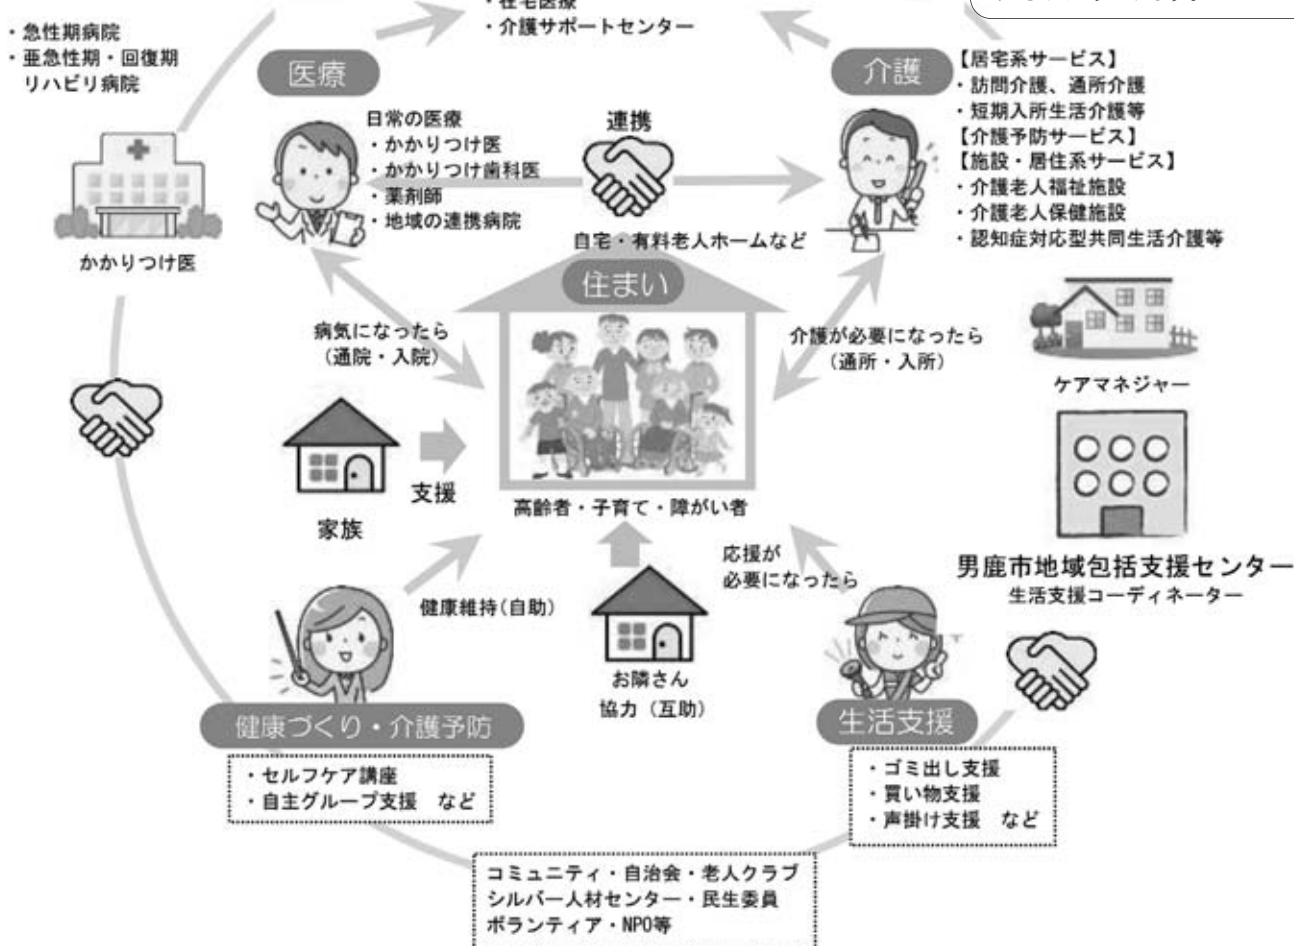 ・在宅医療
・介護サポートセンター
・急性期病院
・亜急性期・回復期
リハビリ病院
医療
日常の医療
・かかりつけ医
・かかりつけ歯科医
・薬剤師
・地域の連携病院
連携
介護
【居宅系サービス】
・訪問介護、通所介護
・短期入所生活介護等
【介護予防サービス】
【施設・居住系サービス】
・介護老人福祉施設
・介護老人保健施設
・認知症対応型共同生活介護等
かかりつけ医
自宅・有料老人ホームなど
住まい
病気になったら
(通院・入院)
介護が必要になったら
(通所・入所)
ケアマネジャー
支援
家族
高齢者・子育て・障がい者
応援が
必要になったら
男鹿市地域包括支援センター
生活支援コーディネーター
健康維持(自助)
お隣さん
協力(互助)
健康づくり・介護予防
・セルフケア講座
・自主グループ支援 など
生活支援
・ゴミ出し支援
・買い物支援
・声掛け支援 など
コミュニティ・自治会・老人クラブ
シルバー人材センター・民生委員
ボランティア・NPO等